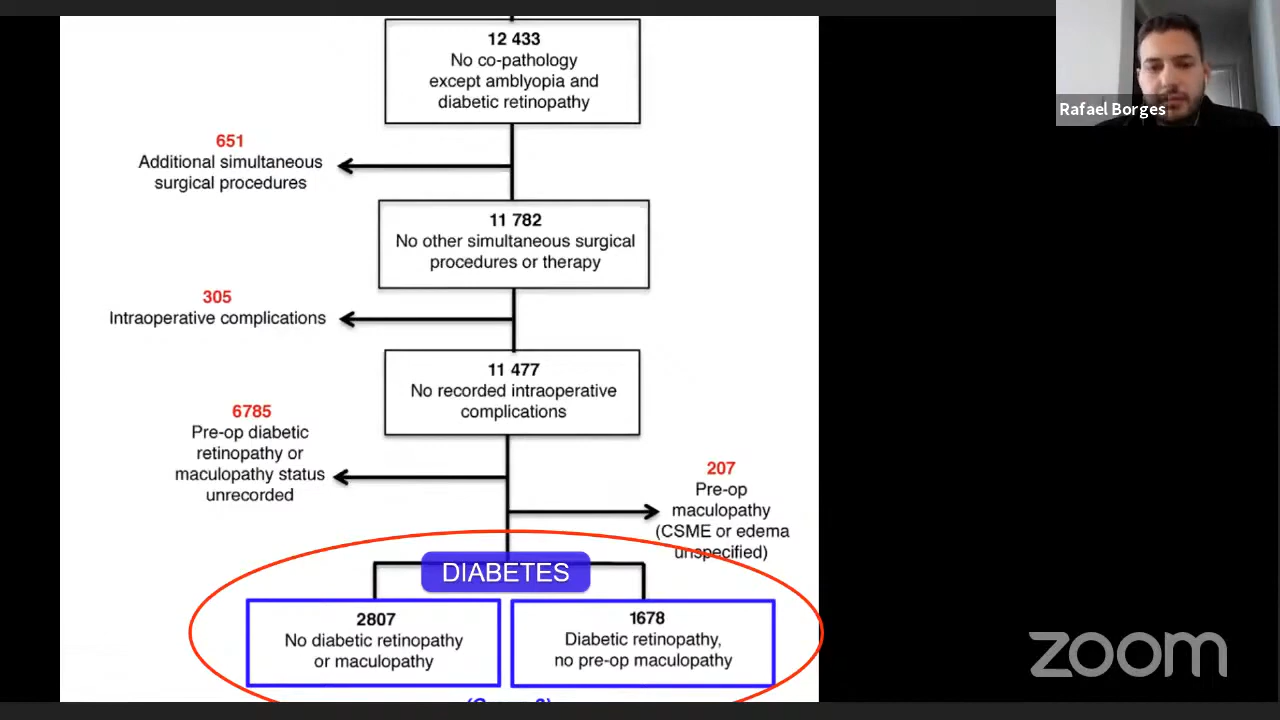 12 433
No co-pathology
except amblyopia and
diabetic retinopathy
Rafael Borges
651
Additional simultaneous
surgical procedures
11 782
No other simultaneous surgical
procedures or therapy
305
Intraoperative complications
11 477
No recorded intraoperative
complications
6785
Pre-op diabetic
retinopathy or
maculopathy status
unrecorded
207
Pre-op
maculopathy
(CSME or edema
unspecified)
DIABETES
2807
No diabetic retinopathy
or maculopathy
1678
Diabetic retinopathy,
no pre-op maculopathy
zoom